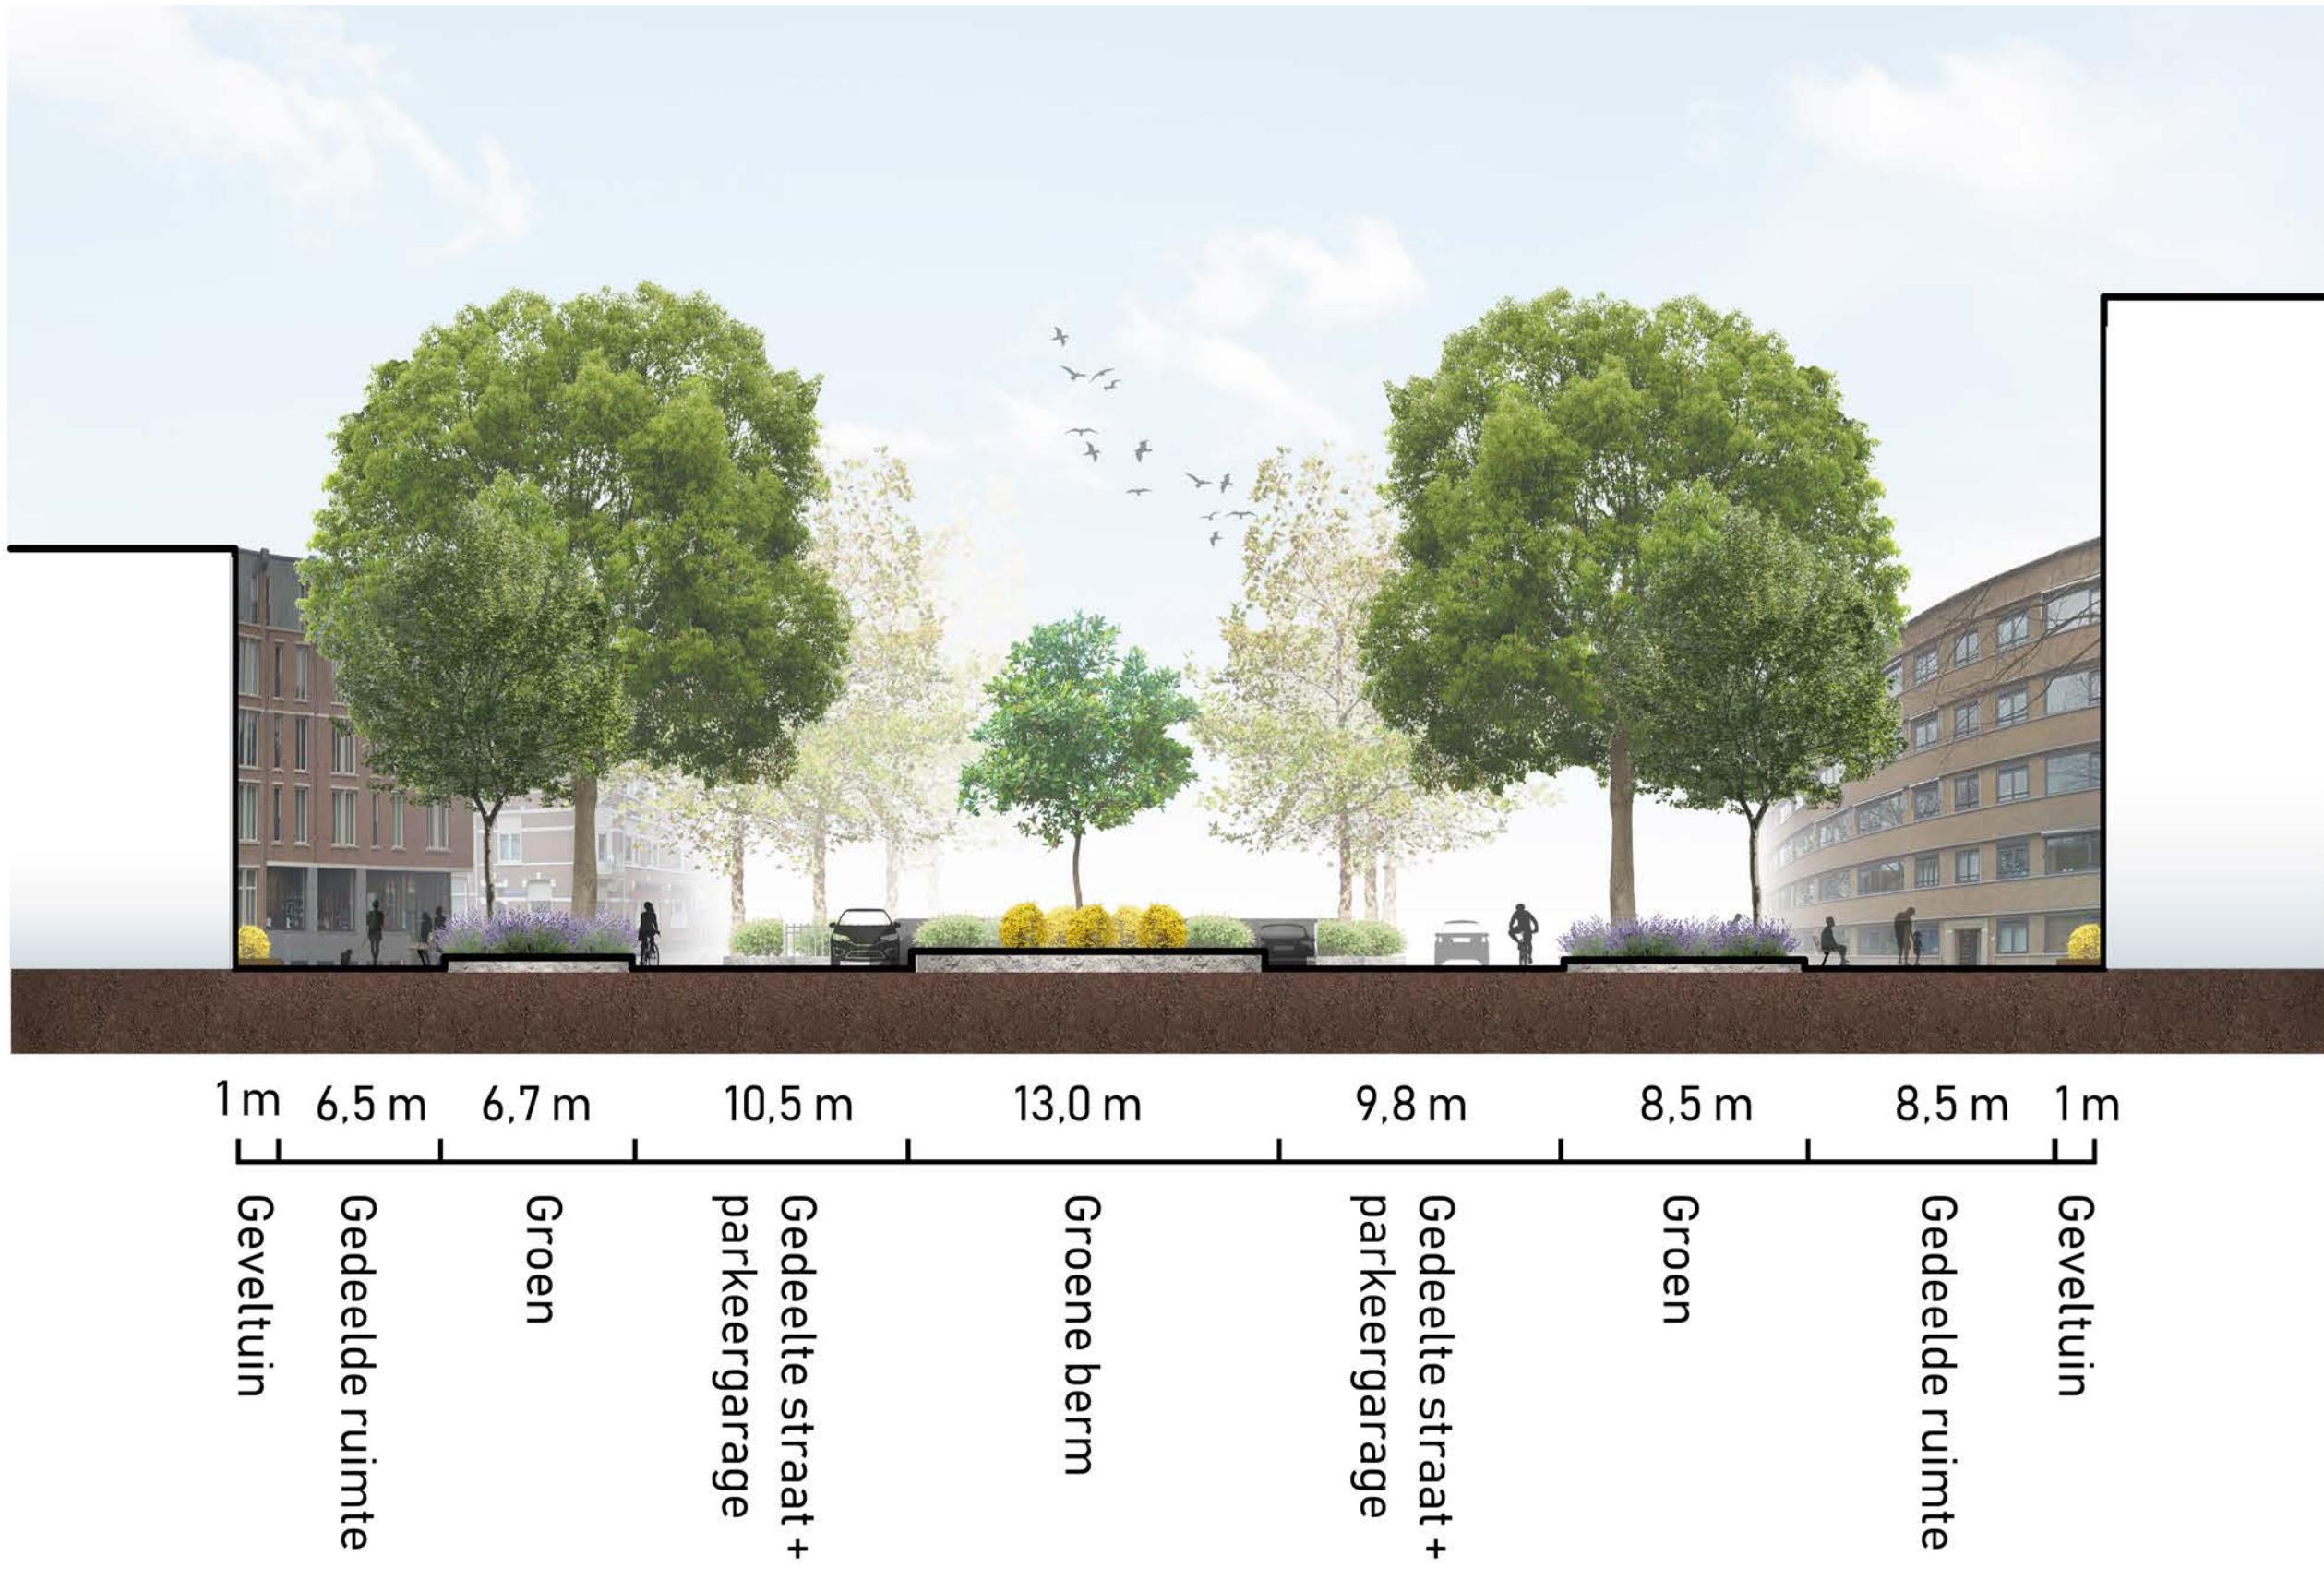 1 m
6,5 m
6,7 m
10,5 m
13,0 m
9,8 m
8,5 m
8,5 m
1 m
Geveltuin
Gedeelde ruimte
Groen
Gedeelte straat +
parkeergarage
Groene berm
Gedeelte straat +
parkeergarage
Groen
Gedeelde ruimte
Geveltuin